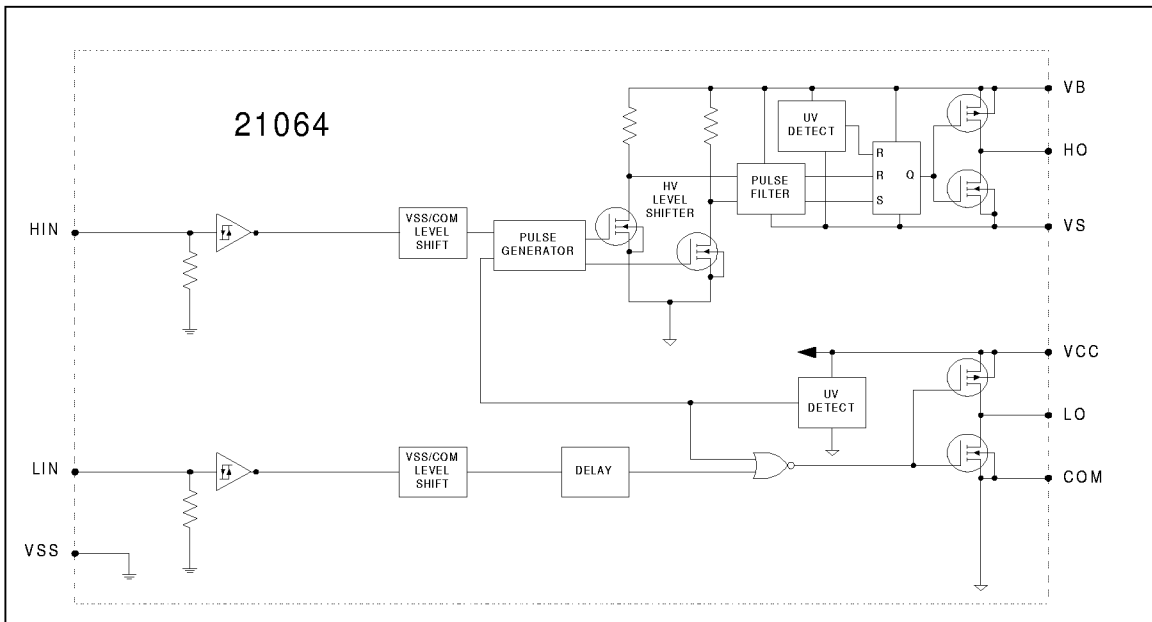 21064
VB
UV
DETECT
HO
R
R
Q
S
PULSE
FILTER
HV
LEVEL
SHIFTER
VS
HIN
VSS/COM
LEVEL
SHIFT
PULSE
GENERATOR
VCC
UV
DETECT
LO
LIN
VSS/COM
LEVEL
SHIFT
DELAY
COM
VSS